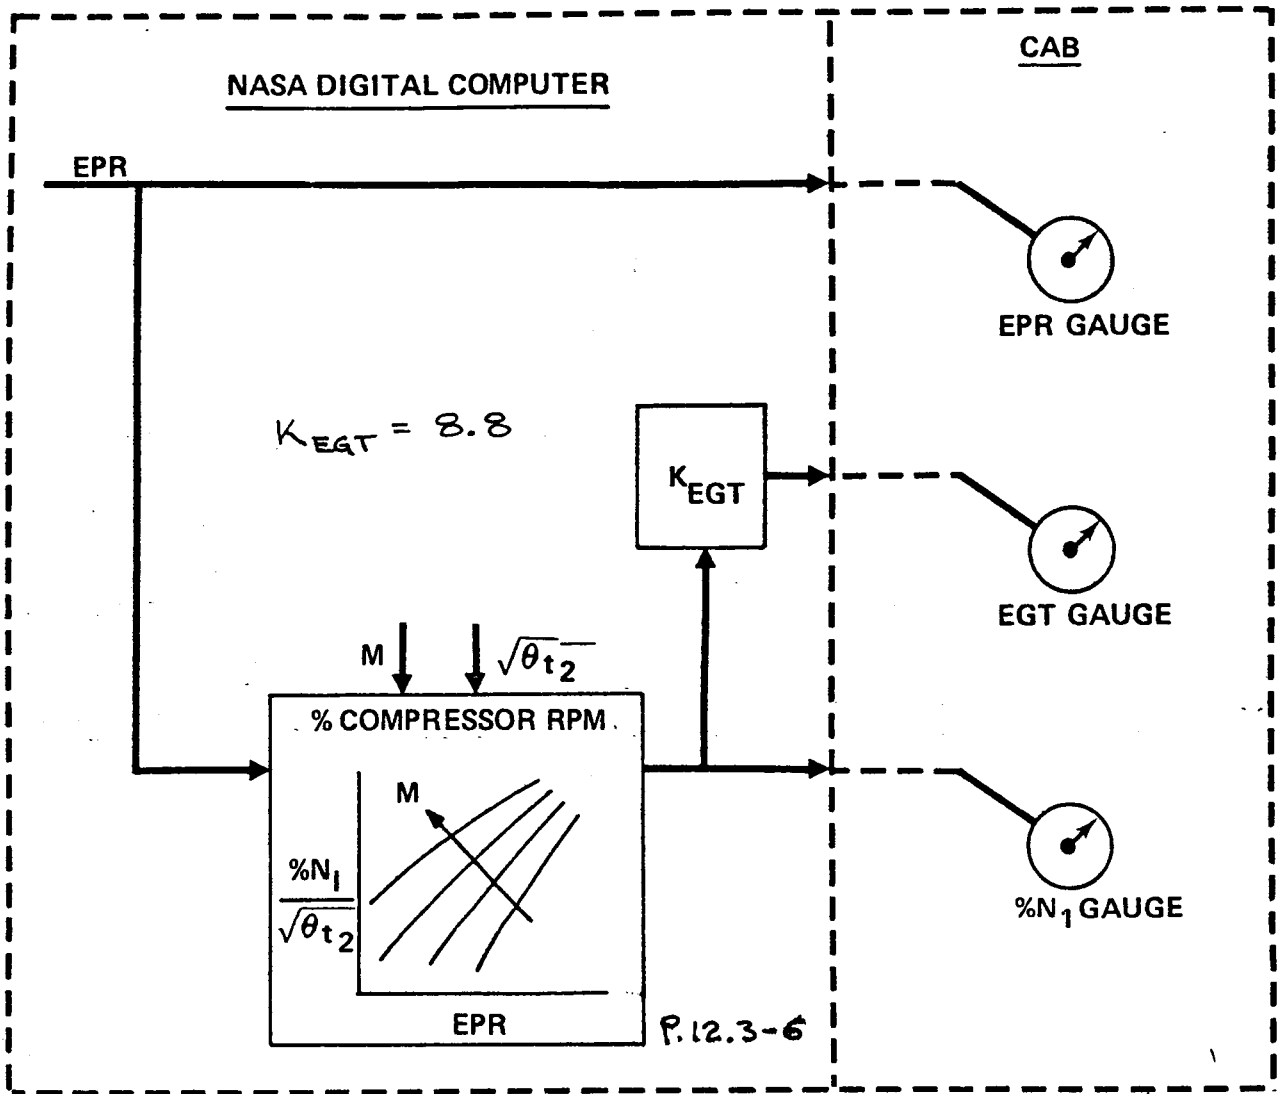 NASA DIGITAL COMPUTER
CAB
EPR
EPR GAUGE
K_EGT = 8.8
K_EGT
EGT GAUGE
M
√θt2
% COMPRESSOR RPM
M
%N1
√θt2
EPR
%N1 GAUGE
P.12.3-6